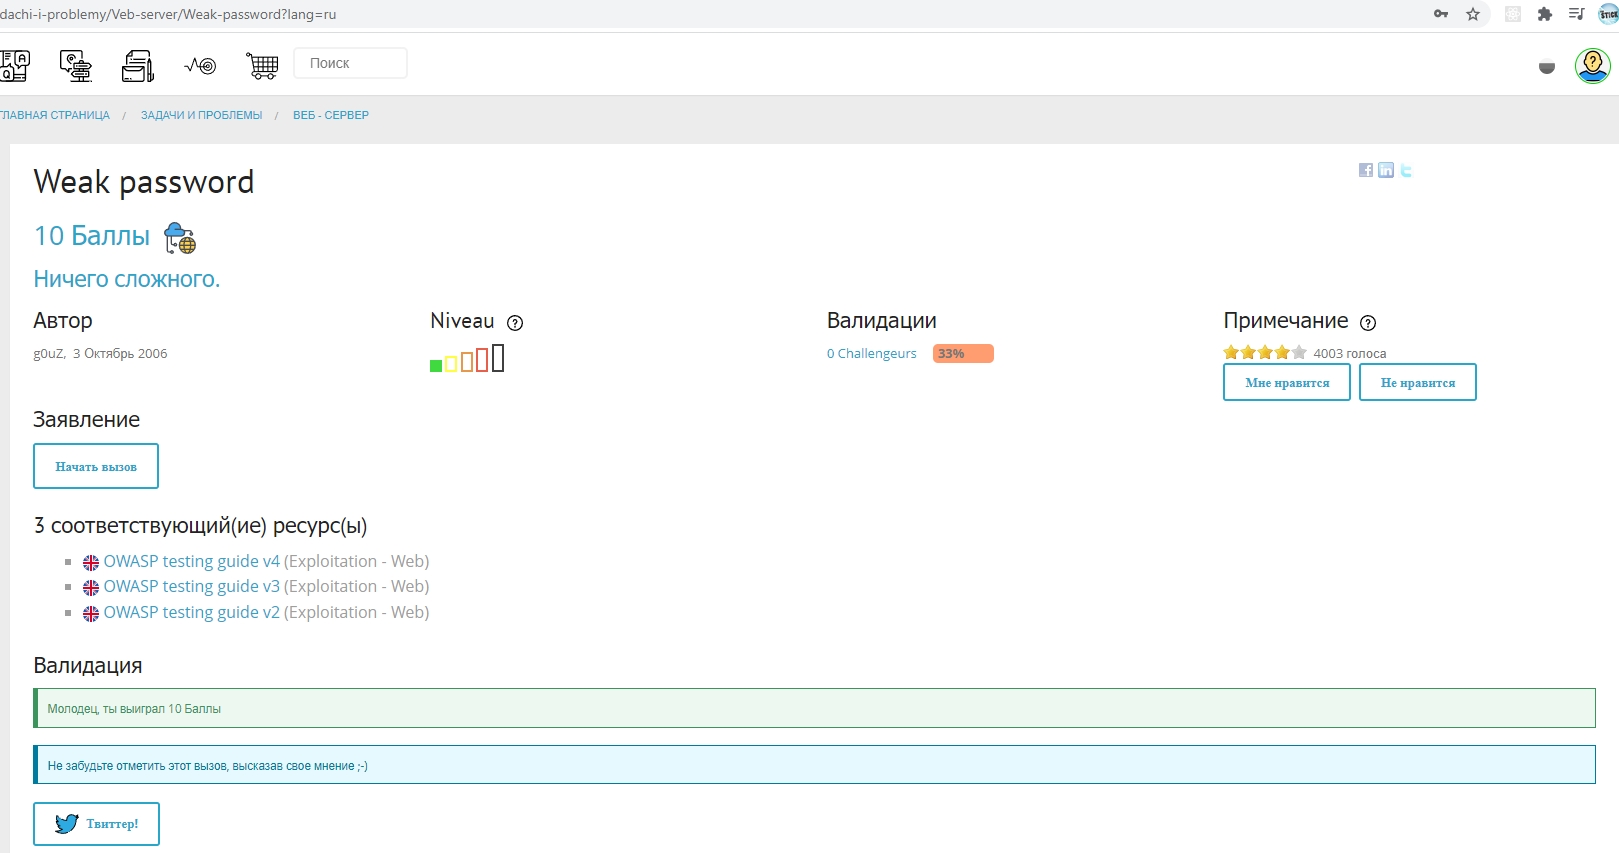 dachi-i-problemy/Veb-server/Weak-password?lang=ru
Поиск
ГЛАВНАЯ СТРАНИЦА / ЗАДАЧИ И ПРОБЛЕМЫ / ВЕБ - СЕРВЕР
Weak password
10 Баллы
Ничего сложного.
Автор Niveau Валидации Примечание
g0uZ, 3 Октябрь 2006 0 Challengeurs 33% 4003 голоса
Мне нравится Не нравится
Заявление
Начать вызов
3 соответствующий(ие) ресурс(ы)
OWASP testing guide v4 (Exploitation - Web)
OWASP testing guide v3 (Exploitation - Web)
OWASP testing guide v2 (Exploitation - Web)
Валидация
Молодец, ты выиграл 10 Баллы
Не забудьте отметить этот вызов, высказав свое мнение ;-)
Твиттер!